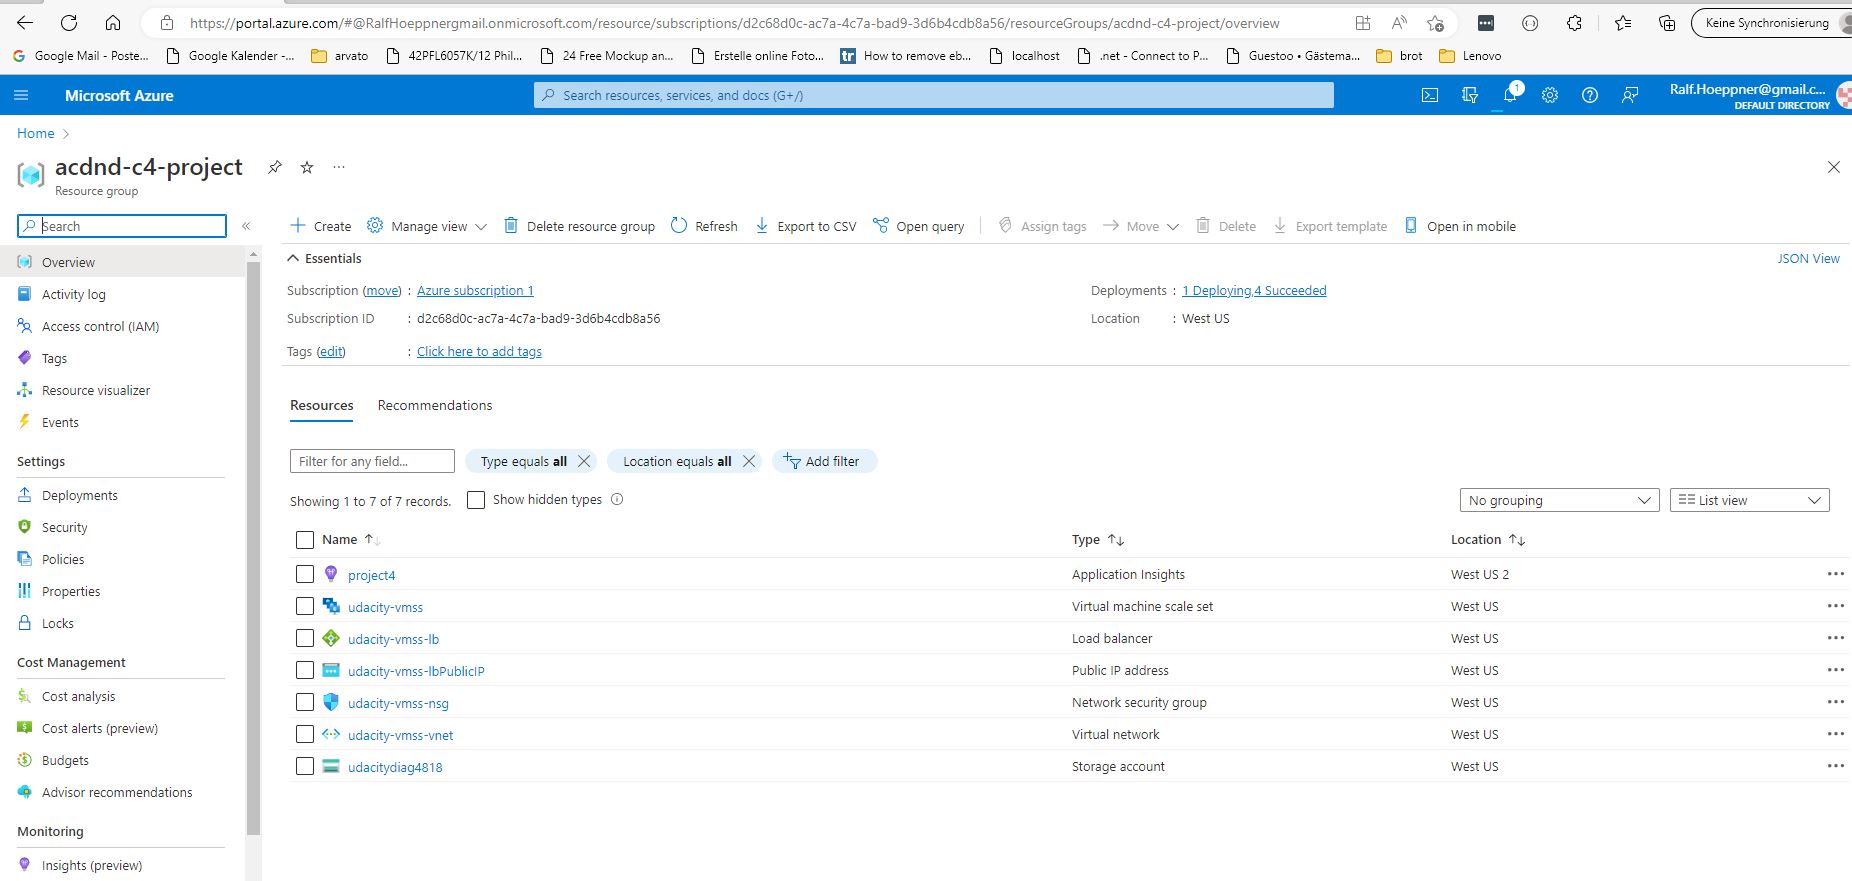 https://portal.azure.com/#@RalfHoeppnergmail.onmicrosoft.com/resource/subscriptions/d2c68d0c-ac7a-4c7a-bad9-3d6b4cdb8a56/resourceGroups/acdnd-c4-project/overview Keine Synchronisierung
Google Mail - Poste... Google Kalender -... arvato 42PFL6057K/12 Phil... 24 Free Mockup an... Erstelle online Foto... How to remove eb... localhost .net - Connect to P... Guestoo • Gästema... brot Lenovo
Microsoft Azure Search resources, services, and docs (G+/) 1 Ralf.Hoeppner@gmail.c...
DEFAULT DIRECTORY
Home >
acdnd-c4-project ...
Resource group
Search «
Create Manage view Delete resource group Refresh Export to CSV Open query Assign tags Move Delete Export template Open in mobile
Overview
Activity log
Access control (IAM)
Tags
Resource visualizer
Events
Settings
Deployments
Security
Policies
Properties
Locks
Cost Management
Cost analysis
Cost alerts (preview)
Budgets
Advisor recommendations
Monitoring
Insights (preview)
Essentials JSON View
Subscription (move) : Azure subscription 1 Deployments : 1 Deploying,4 Succeeded
Subscription ID : d2c68d0c-ac7a-4c7a-bad9-3d6b4cdb8a56 Location : West US
Tags (edit) : Click here to add tags
Resources Recommendations
Filter for any field... Type equals all Location equals all Add filter
Showing 1 to 7 of 7 records. Show hidden types No grouping List view
Name Type Location
project4 Application Insights West US 2 ...
udacity-vmss Virtual machine scale set West US ...
udacity-vmss-lb Load balancer West US ...
udacity-vmss-lbPublicIP Public IP address West US ...
udacity-vmss-nsg Network security group West US ...
udacity-vmss-vnet Virtual network West US ...
udacitydiag4818 Storage account West US ...